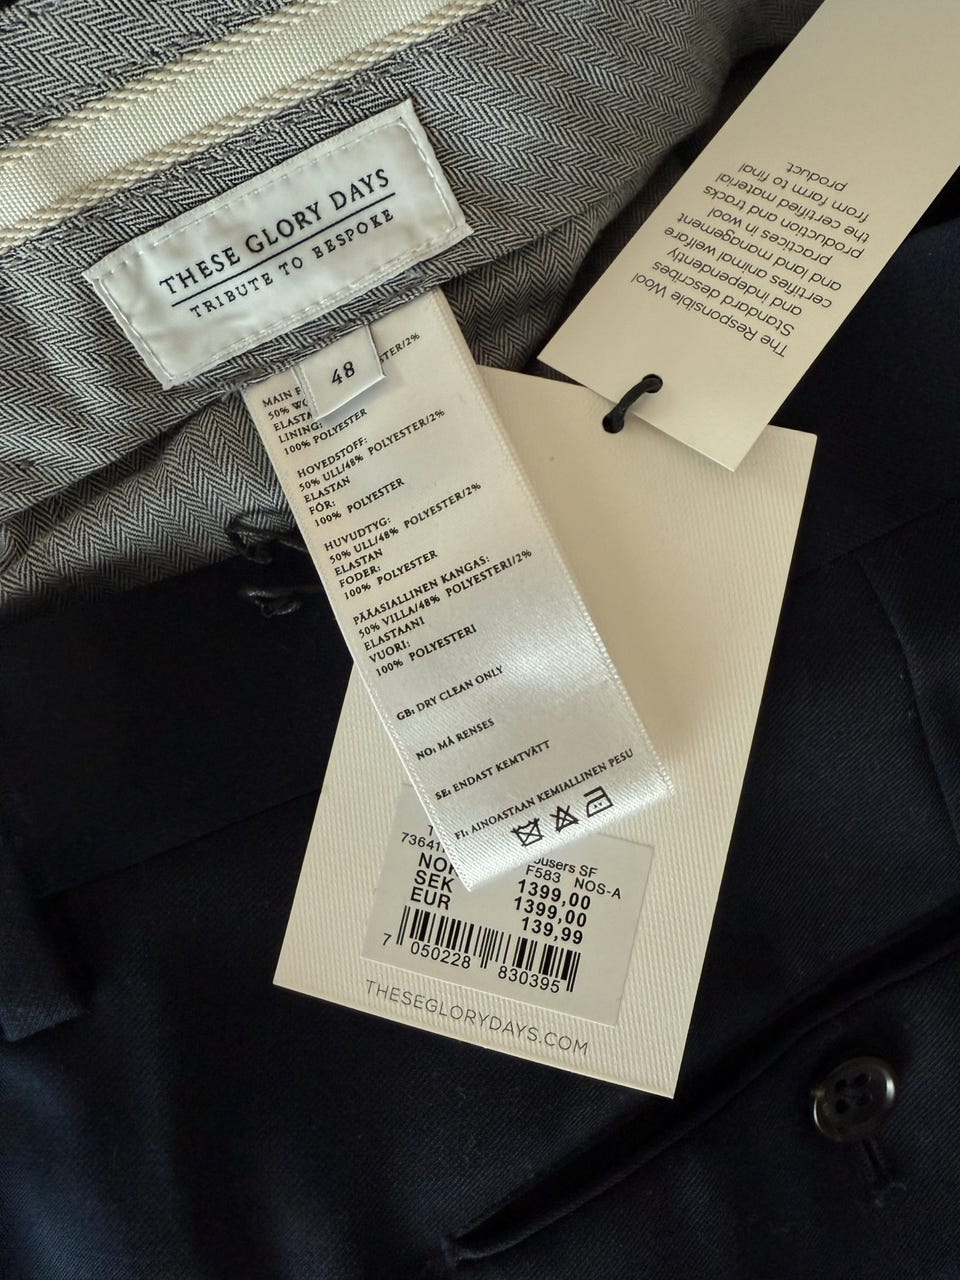 THESE GLORY DAYS
TRIBUTE TO BESPOKE
48
MAIN
50% /2%
LINING:
100% POLYESTER
HOVEDSTOFF:
50% ULL/48% POLYESTER/2%
ELASTAN
FÓR:
100% POLYESTER
HUVUDTYG:
50% ULL/48% POLYESTER/2%
ELASTAN
FODER:
100% POLYESTER
PÄÄASIALLINEN KANGAS:
50% VILLA/48% POLYESTERI/2%
ELASTAANI
VUORI:
100% POLYESTERI
GB: DRY CLEAN ONLY
NO: MÅ RENSES
SE: ENDAST KEMTVÄTT
FI: AINOASTAAN KEMIALLINEN PESU
The Responsible Wool
Standard describes
and independently
certifies animal welfare
and land management
practices in wool
production and tracks
the certified material
from farm to final
product.
SF
F583 NOS-A
1399,00
SEK 1399,00
EUR 139,99
7 050228 830395
THESEGLORYDAYS.COM